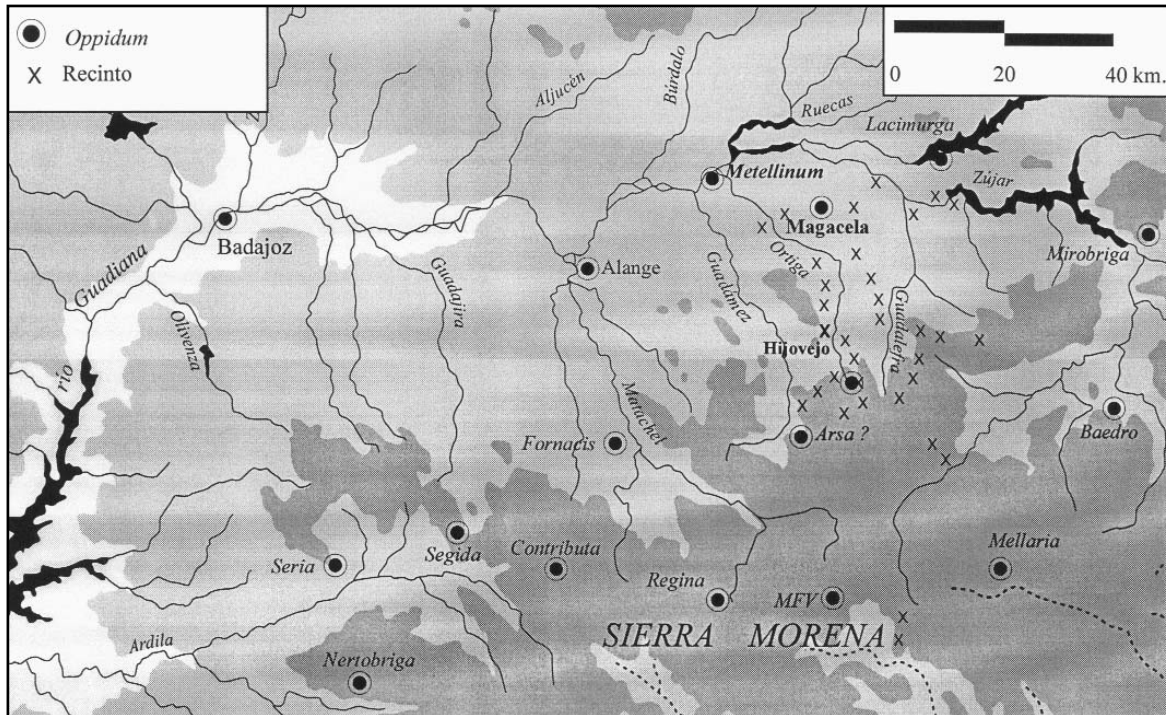 Oppidum
X Recinto
0 20 40 km.
Aljucén
Búrdalo
Ruecas
Lacimurga
Metellinum
Zújar
Badajoz
Magacela
Mirobriga
Guadiana
Alange
Ortiga
Guadámez
Guadajira
Olivenza
Guadalefra
Hijovejo
río
Matachel
Fornacis
Arsa ?
Baedro
Segida
Contributa
Mellaria
Seria
Regina
MFV
SIERRA MORENA
Ardila
Nertobriga